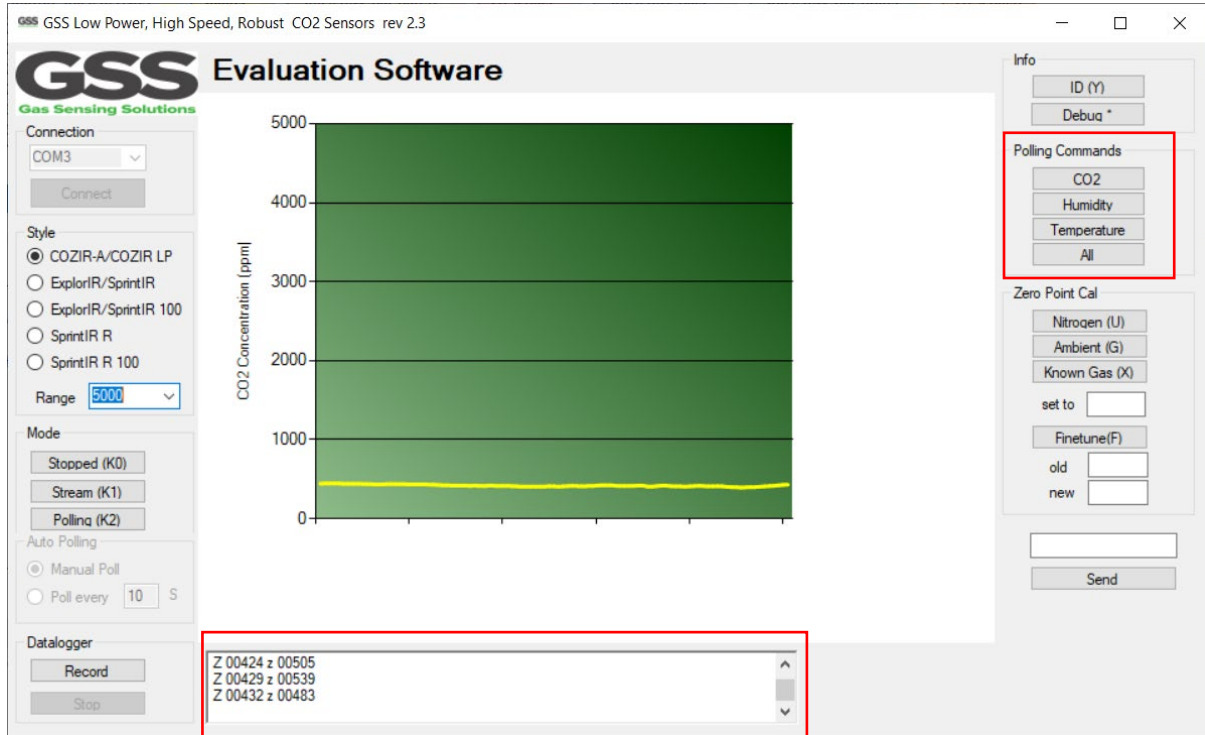 GSS GSS Low Power, High Speed, Robust CO2 Sensors rev 2.3
GSS
Gas Sensing Solutions
Evaluation Software
Connection
COM3
Connect
Style
COZIR-A/COZIR LP
ExplorIR/SprintIR
ExplorIR/SprintIR 100
SprintIR R
SprintIR R 100
Range 5000
Mode
Stopped (K0)
Stream (K1)
Polling (K2)
Auto Polling
Manual Poll
Poll every 10 S
Datalogger
Record
Stop
CO2 Concentration (ppm)
5000
4000
3000
2000
1000
0
Z 00424 z 00505
Z 00429 z 00539
Z 00432 z 00483
Info
ID (Y)
Debug *
Polling Commands
CO2
Humidity
Temperature
All
Zero Point Cal
Nitrogen (U)
Ambient (G)
Known Gas (X)
set to
Finetune(F)
old
new
Send